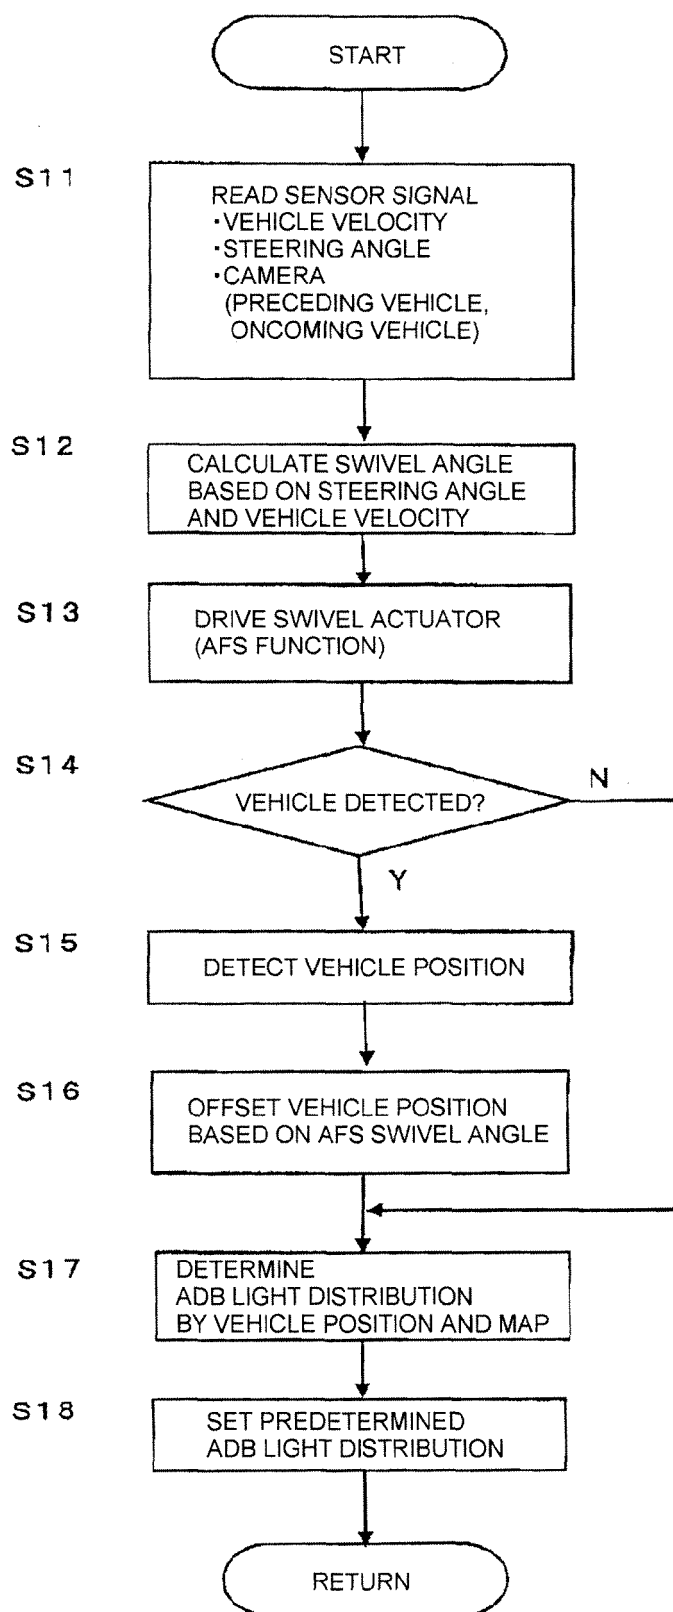 START
S11
READ SENSOR SIGNAL
・VEHICLE VELOCITY
・STEERING ANGLE
・CAMERA
(PRECEDING VEHICLE,
ONCOMING VEHICLE)
S12
CALCULATE SWIVEL ANGLE
BASED ON STEERING ANGLE
AND VEHICLE VELOCITY
S13
DRIVE SWIVEL ACTUATOR
(AFS FUNCTION)
S14
VEHICLE DETECTED?
N
Y
S15
DETECT VEHICLE POSITION
S16
OFFSET VEHICLE POSITION
BASED ON AFS SWIVEL ANGLE
S17
DETERMINE
ADB LIGHT DISTRIBUTION
BY VEHICLE POSITION AND MAP
S18
SET PREDETERMINED
ADB LIGHT DISTRIBUTION
RETURN